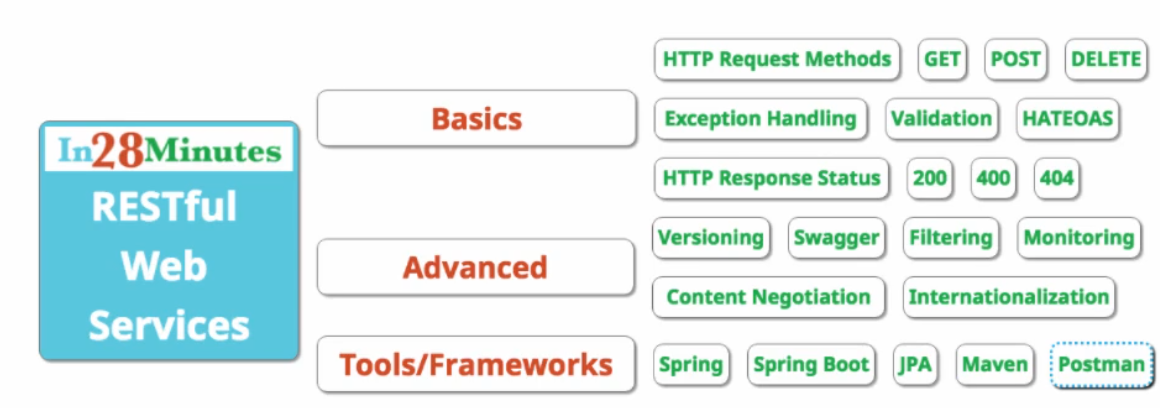 In28Minutes
RESTful
Web
Services
Basics
HTTP Request Methods GET POST DELETE
Exception Handling Validation HATEOAS
HTTP Response Status 200 400 404
Advanced
Versioning Swagger Filtering Monitoring
Content Negotiation Internationalization
Tools/Frameworks
Spring Spring Boot JPA Maven Postman